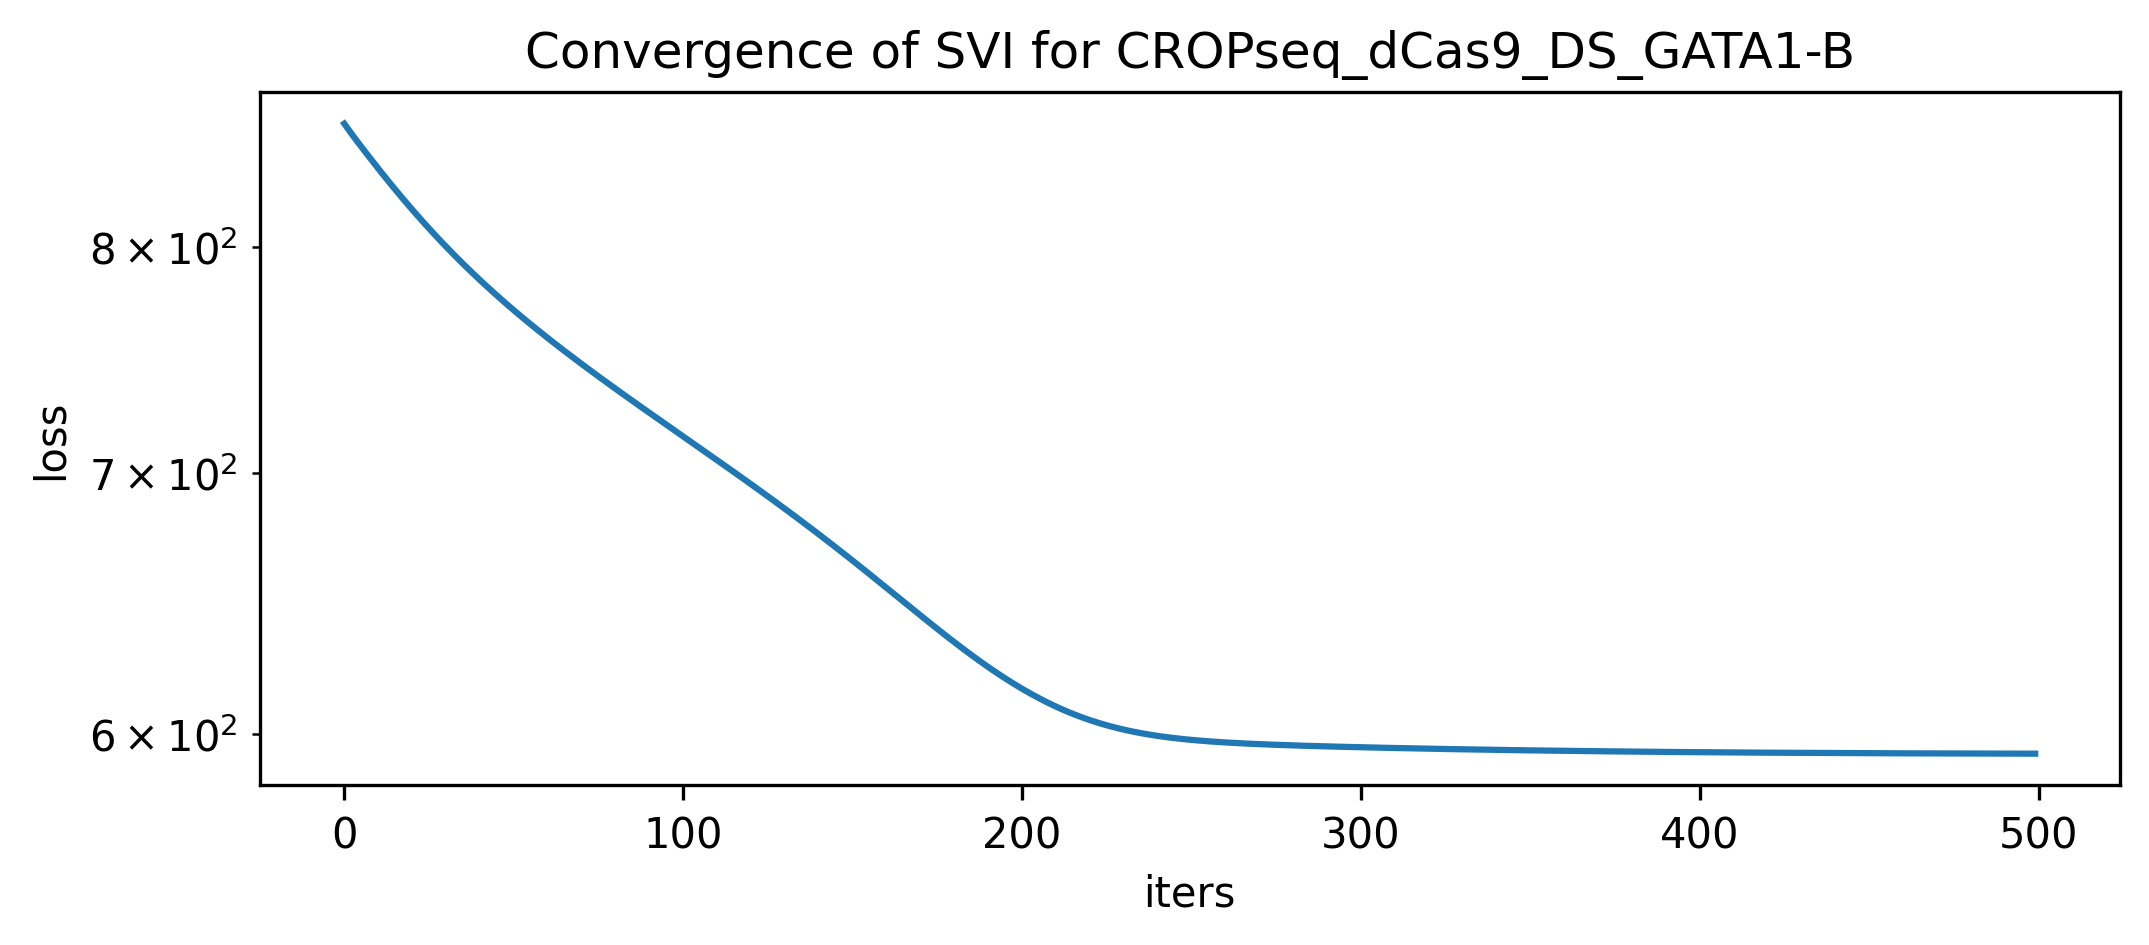 Convergence of SVI for CROPseq_dCas9_DS_GATA1-B
8 × 10²
7 × 10²
6 × 10²
loss
0 100 200 300 400 500
iters